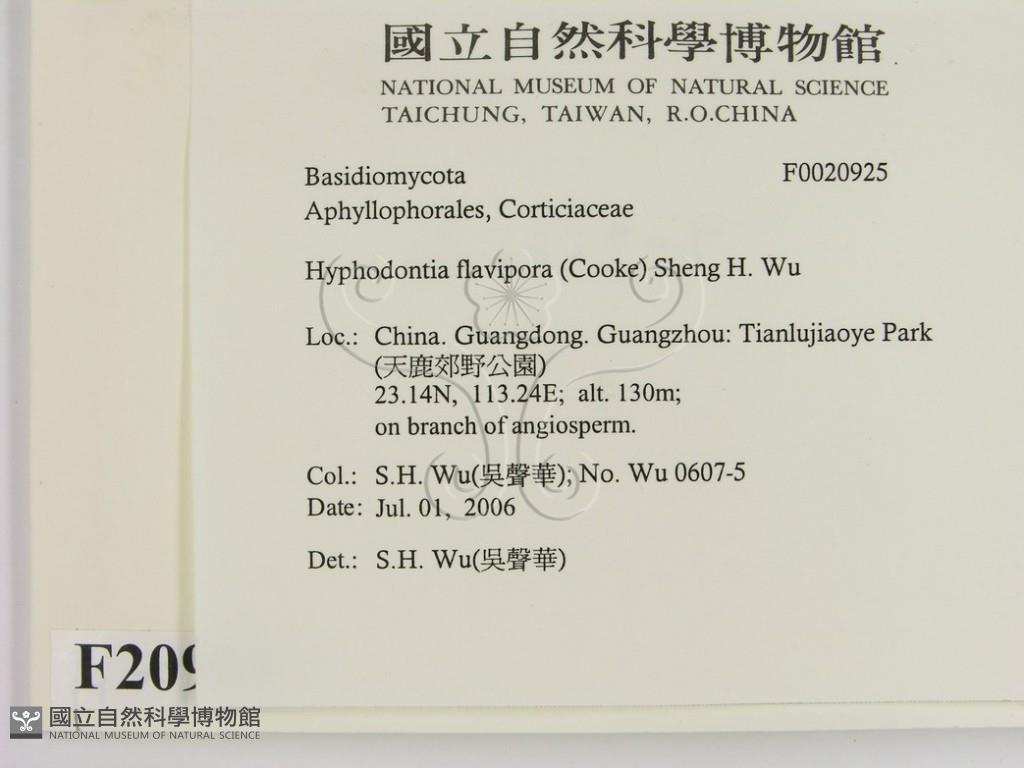 國立自然科學博物館
NATIONAL MUSEUM OF NATURAL SCIENCE
TAICHUNG, TAIWAN, R.O.CHINA
Basidiomycota F0020925
Aphyllophorales, Corticiaceae
Hyphodontia flavipora (Cooke) Sheng H. Wu
Loc.: China. Guangdong. Guangzhou: Tianlujiaoye Park
(天鹿郊野公園)
23.14N, 113.24E; alt. 130m;
on branch of angiosperm.
Col.: S.H. Wu(吳聲華); No. Wu 0607-5
Date: Jul. 01, 2006
Det.: S.H. Wu(吳聲華)
F209
國立自然科學博物館
NATIONAL MUSEUM OF NATURAL SCIENCE